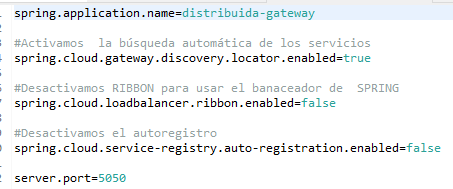 spring.application.name=distribuida-gateway
#Activamos  la búsqueda automática de los servicios
spring.cloud.gateway.discovery.locator.enabled=true
#Desactivamos RIBBON para usar el banaceador de  SPRING
spring.cloud.loadbalancer.ribbon.enabled=false
#Desactivamos el autoregistro
spring.cloud.service-registry.auto-registration.enabled=false
server.port=5050